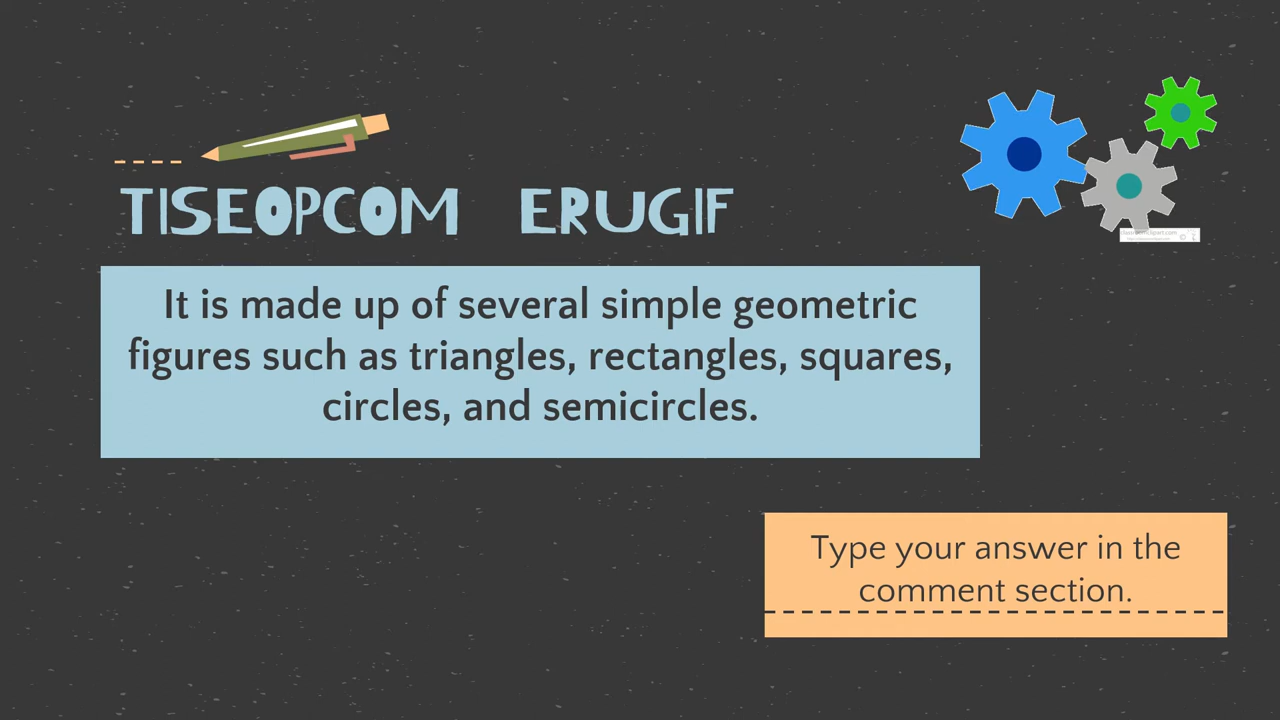 TISEOPCOM ERUGIF
It is made up of several simple geometric
figures such as triangles, rectangles, squares,
circles, and semicircles.
Type your answer in the
comment section.